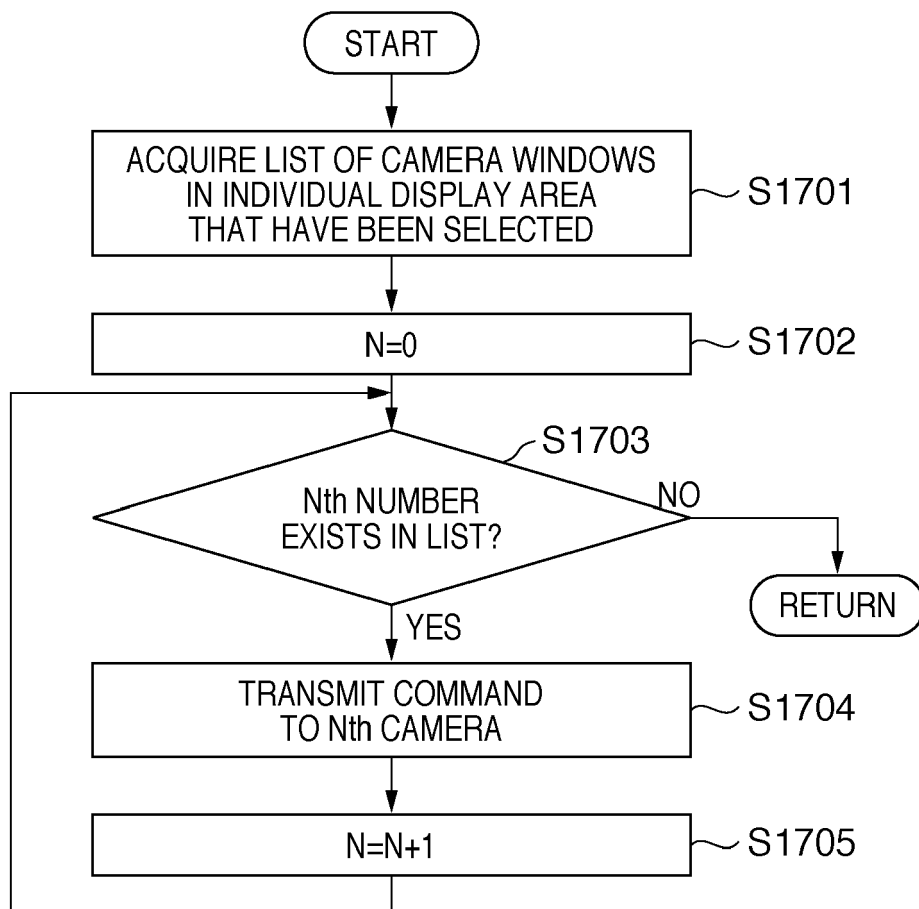 START
ACQUIRE LIST OF CAMERA WINDOWS
IN INDIVIDUAL DISPLAY AREA
THAT HAVE BEEN SELECTED
S1701
N=0
S1702
S1703
Nth NUMBER
EXISTS IN LIST?
NO
RETURN
YES
TRANSMIT COMMAND
TO Nth CAMERA
S1704
N=N+1
S1705